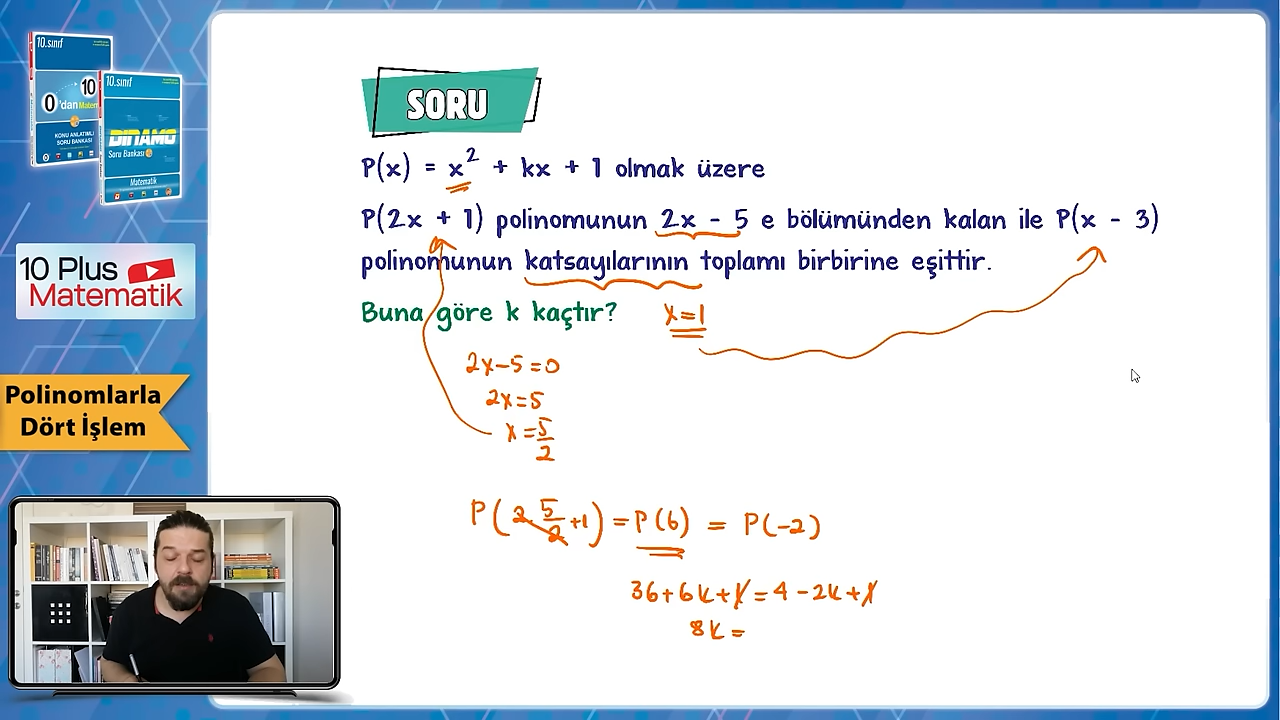 10.sınıf
0'dan
10
KONU ANLATIMLI
SORU BANKASI
10.sınıf
DİNAMO
Soru Bankası
Matematik
10 Plus
Matematik
Polinomlarla
Dört İşlem
SORU
P(x) = x² + kx + 1 olmak üzere
P(2x + 1) polinomunun 2x - 5 e bölümünden kalan ile P(x - 3)
polinomunun katsayılarının toplamı birbirine eşittir.
Buna göre k kaçtır?
x=1
2x-5=0
2x=5
x=5/2
P(2 5/2+1)=P(6) = P(-2)
36+6k+1=4-2k+1
8k=